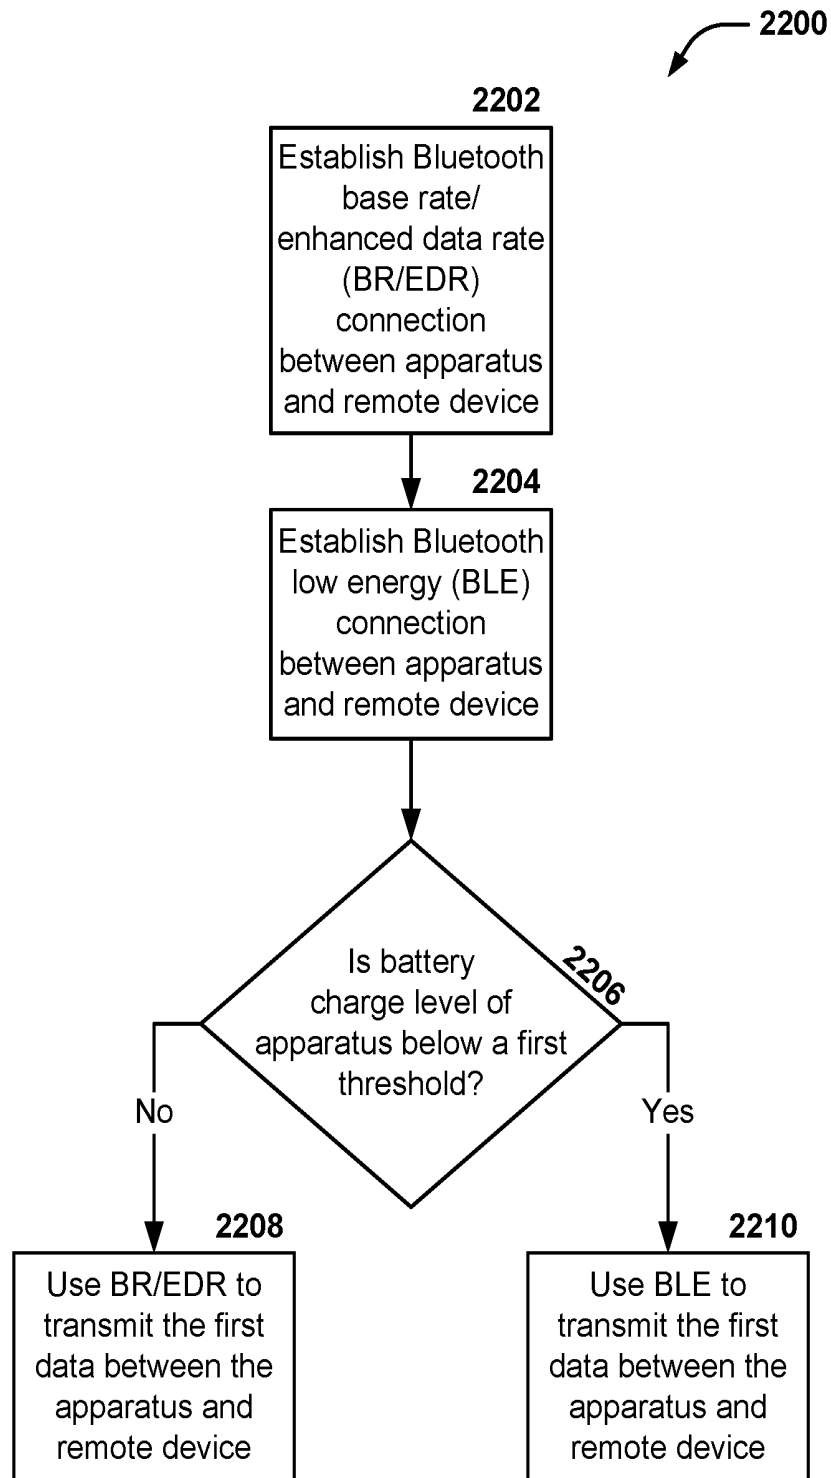 2200
2202
Establish Bluetooth
base rate/
enhanced data rate
(BR/EDR)
connection
between apparatus
and remote device
2204
Establish Bluetooth
low energy (BLE)
connection
between apparatus
and remote device
2206
Is battery
charge level of
apparatus below a first
threshold?
No
Yes
2208
Use BR/EDR to
transmit the first
data between the
apparatus and
remote device
2210
Use BLE to
transmit the first
data between the
apparatus and
remote device